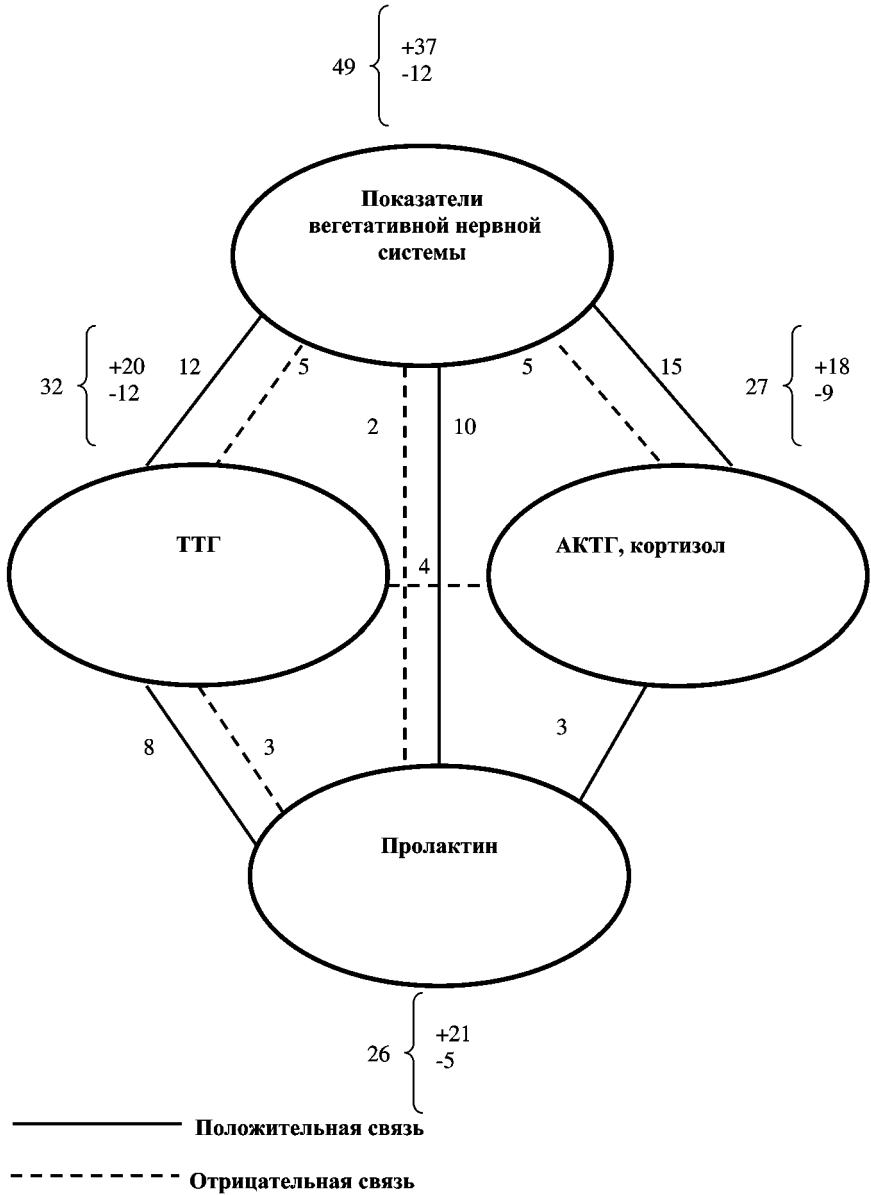 49
+37
-12
Показатели
вегетативной нервной
системы
32
+20
-12
12
5
5
15
27
+18
-9
2
10
ТТГ
4
АКТГ, кортизол
8
3
3
Пролактин
26
+21
-5
Положительная связь
Отрицательная связь